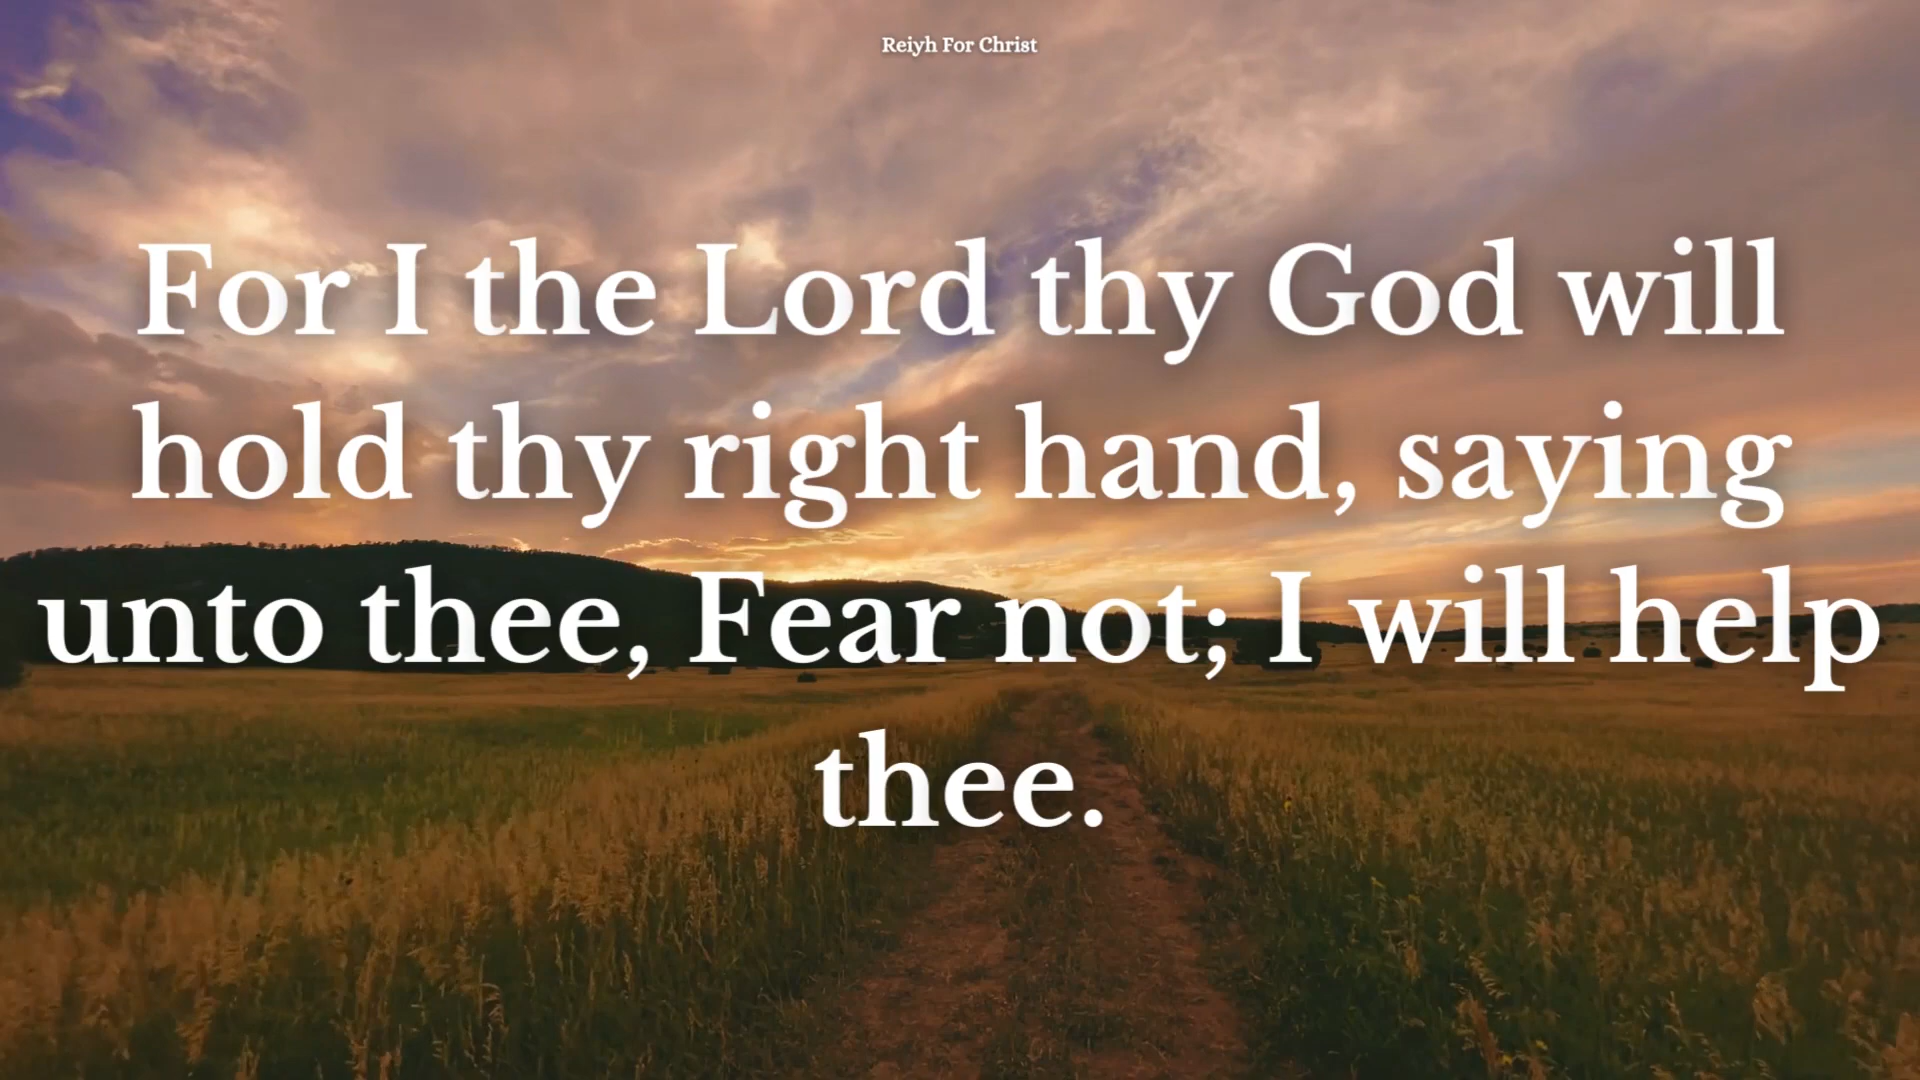 Reiyh For Christ
For I the Lord thy God will
hold thy right hand, saying
unto thee, Fear not; I will help
thee.